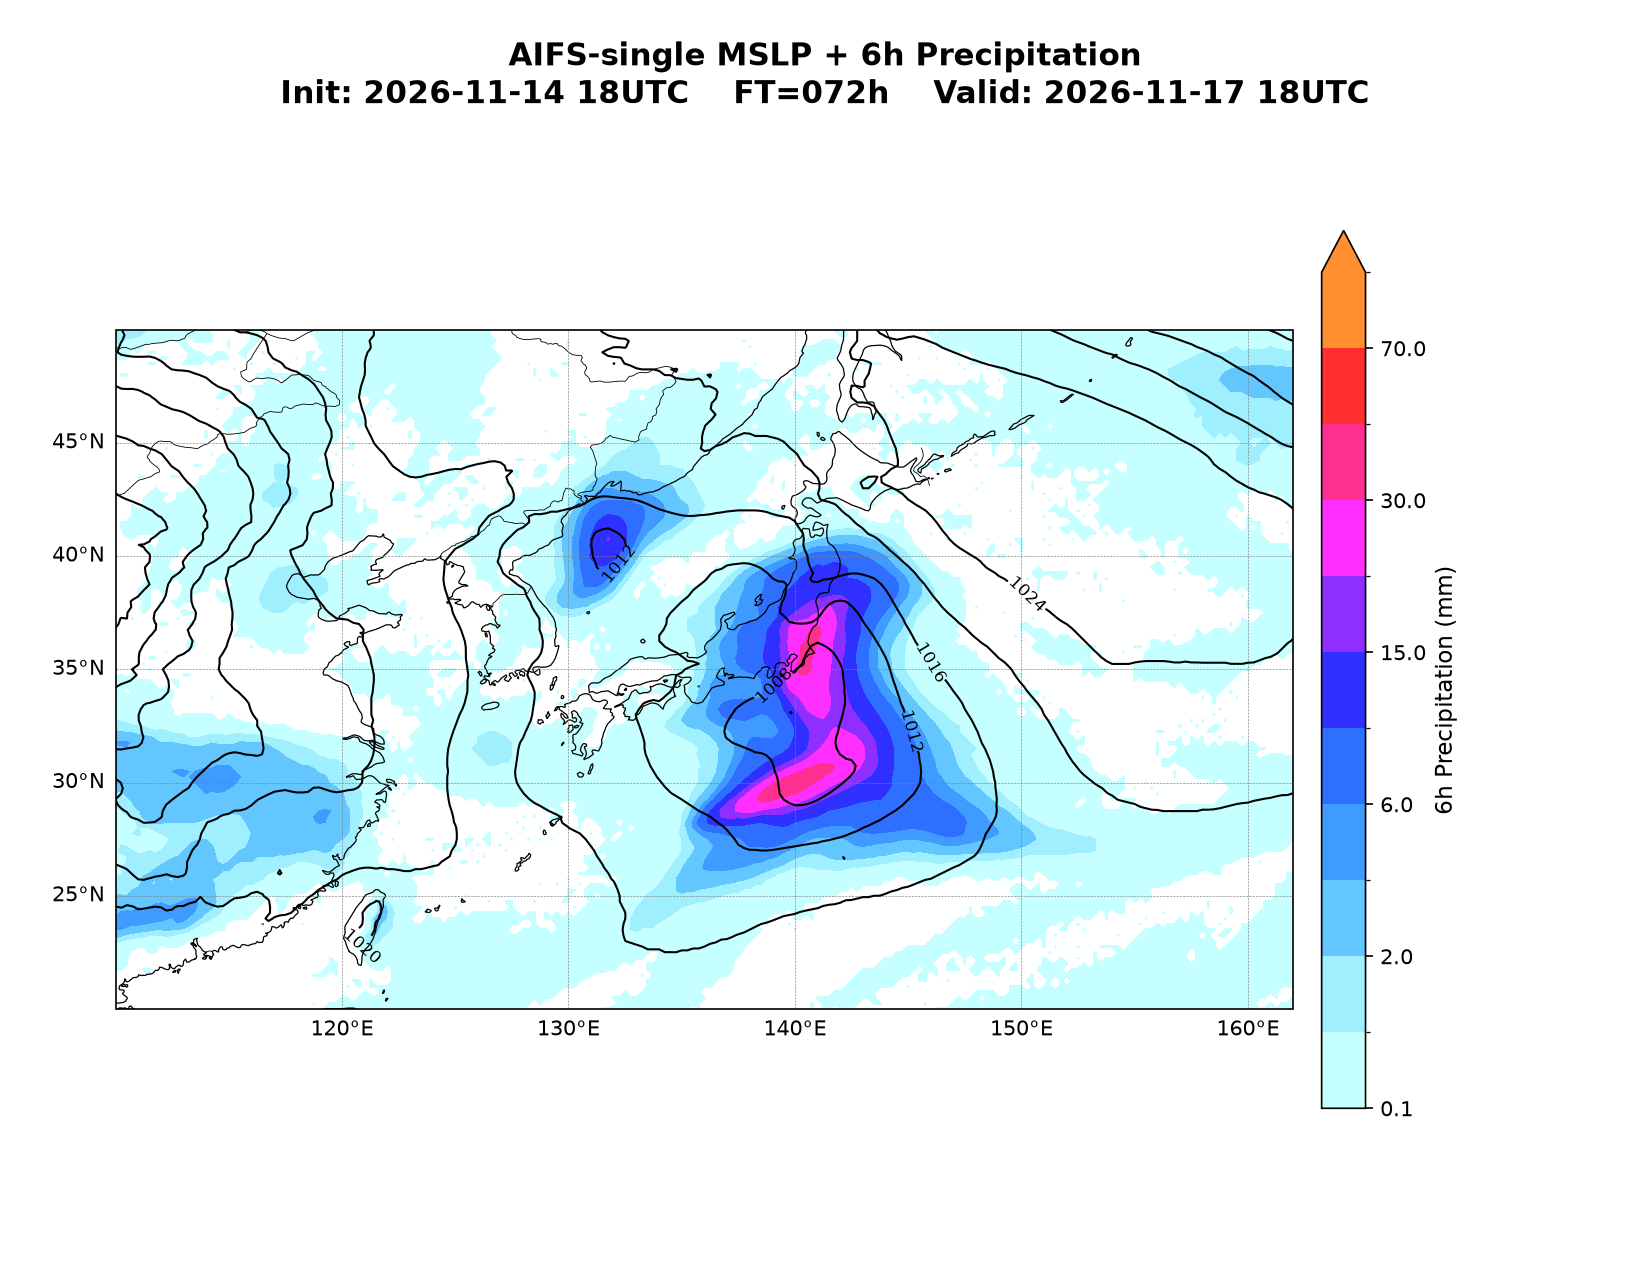 AIFS-single MSLP + 6h Precipitation
Init: 2026-11-14 18UTC    FT=072h    Valid: 2026-11-17 18UTC
70.0
45°N
30.0
1012
40°N
1024
1016
15.0
35°N
1008
1012
30°N
6.0
6h Precipitation (mm)
25°N
1020
2.0
120°E
130°E
140°E
150°E
160°E
0.1